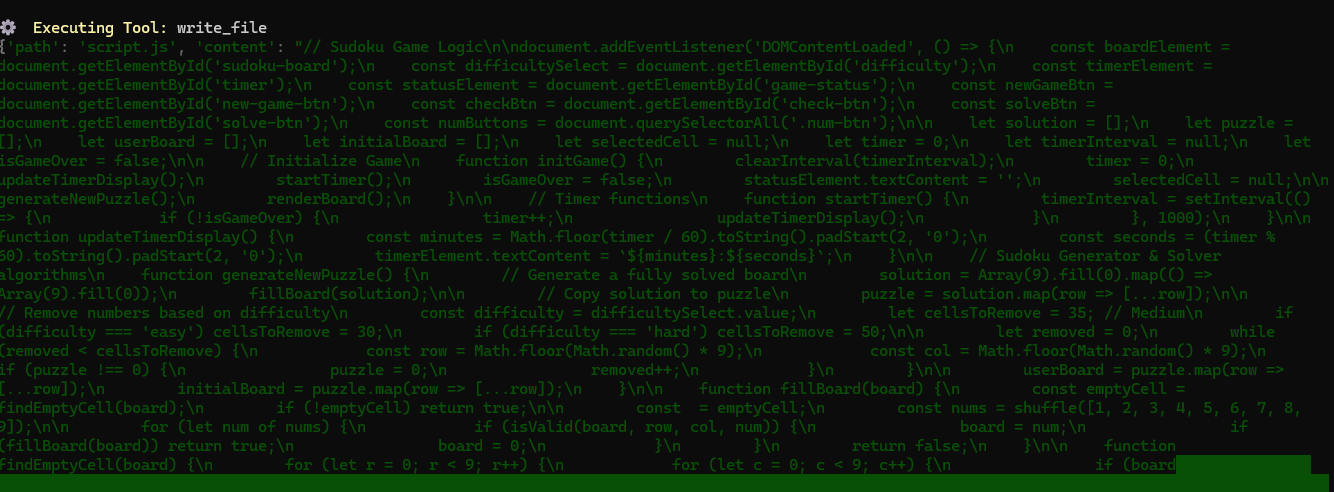 Executing Tool: write_file
{'path': 'script.js', 'content': "// Sudoku Game Logic\n\ndocument.addEventListener('DOMContentLoaded', () => {\n    const boardElement =
document.getElementById('sudoku-board');\n    const difficultySelect = document.getElementById('difficulty');\n    const timerElement =
document.getElementById('timer');\n    const statusElement = document.getElementById('game-status');\n    const newGameBtn =
document.getElementById('new-game-btn');\n    const checkBtn = document.getElementById('check-btn');\n    const solveBtn =
document.getElementById('solve-btn');\n    const numButtons = document.querySelectorAll('.num-btn');\n\n    let solution = [];\n    let puzzle =
[];\n    let userBoard = [];\n    let initialBoard = [];\n    let selectedCell = null;\n    let timer = 0;\n    let timerInterval = null;\n    let
isGameOver = false;\n\n    // Initialize Game\n    function initGame() {\n        clearInterval(timerInterval);\n        timer = 0;\n
updateTimerDisplay();\n        startTimer();\n        isGameOver = false;\n        statusElement.textContent = '';\n        selectedCell = null;\n\n
generateNewPuzzle();\n        renderBoard();\n    }\n\n    // Timer functions\n    function startTimer() {\n        timerInterval = setInterval(()
=> {\n            if (!isGameOver) {\n                timer++;\n                updateTimerDisplay();\n            }\n        }, 1000);\n    }\n\n
function updateTimerDisplay() {\n        const minutes = Math.floor(timer / 60).toString().padStart(2, '0');\n        const seconds = (timer %
60).toString().padStart(2, '0');\n        timerElement.textContent = `${minutes}:${seconds}`;\n    }\n\n    // Sudoku Generator & Solver
algorithms\n    function generateNewPuzzle() {\n        // Generate a fully solved board\n        solution = Array(9).fill(0).map(() =>
Array(9).fill(0));\n        fillBoard(solution);\n\n        // Copy solution to puzzle\n        puzzle = solution.map(row => [...row]);\n\n
// Remove numbers based on difficulty\n        const difficulty = difficultySelect.value;\n        let cellsToRemove = 35; // Medium\n        if
(difficulty === 'easy') cellsToRemove = 30;\n        if (difficulty === 'hard') cellsToRemove = 50;\n\n        let removed = 0;\n        while
(removed < cellsToRemove) {\n            const row = Math.floor(Math.random() * 9);\n            const col = Math.floor(Math.random() * 9);\n
if (puzzle !== 0) {\n                puzzle = 0;\n                removed++;\n            }\n        }\n\n        userBoard = puzzle.map(row =>
[...row]);\n        initialBoard = puzzle.map(row => [...row]);\n    }\n\n    function fillBoard(board) {\n        const emptyCell =
findEmptyCell(board);\n        if (!emptyCell) return true;\n\n        const  = emptyCell;\n        const nums = shuffle([1, 2, 3, 4, 5, 6, 7, 8,
9]);\n\n        for (let num of nums) {\n            if (isValid(board, row, col, num)) {\n                board = num;\n                if
(fillBoard(board)) return true;\n                board = 0;\n            }\n        }\n        return false;\n    }\n\n    function
findEmptyCell(board) {\n        for (let r = 0; r < 9; r++) {\n            for (let c = 0; c < 9; c++) {\n                if (board